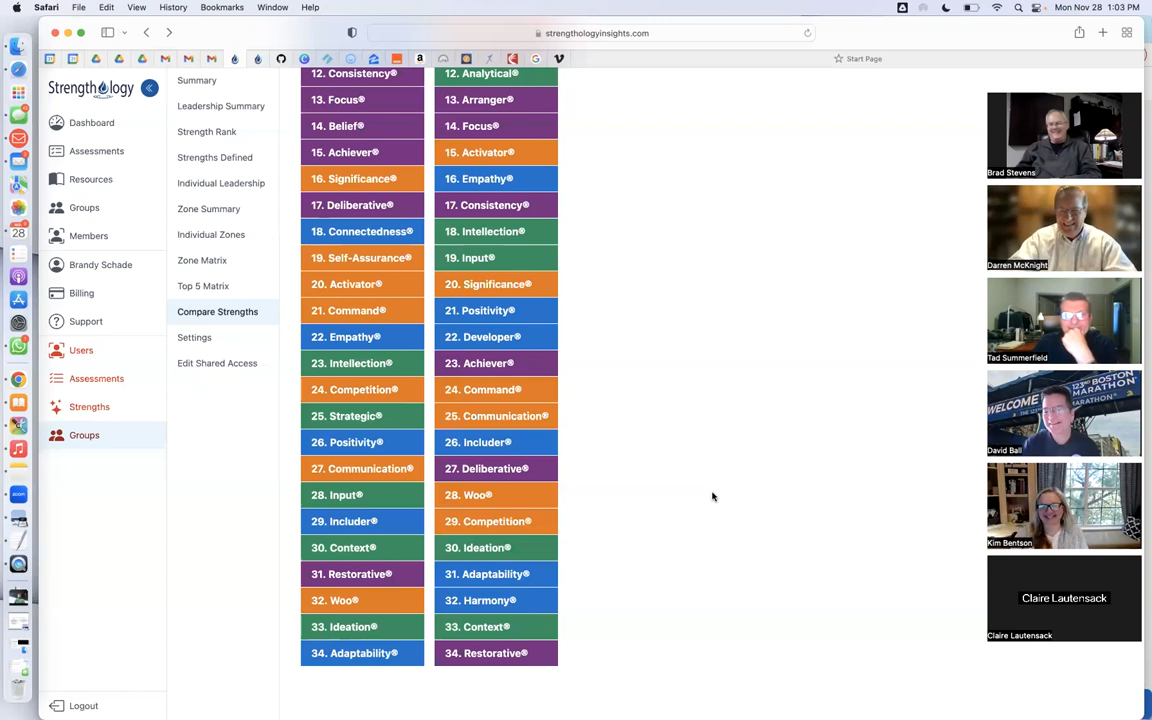 Safari File Edit View History Bookmarks Window Help
Mon Nov 28 1:03 PM
strengthologyinsights.com
Start Page
Strengthology
Dashboard
Assessments
Resources
Groups
Members
Brandy Schade
Billing
Support
Users
Assessments
Strengths
Groups
Logout
Summary
Leadership Summary
Strength Rank
Strengths Defined
Individual Leadership
Zone Summary
Individual Zones
Zone Matrix
Top 5 Matrix
Compare Strengths
Settings
Edit Shared Access
12. Consistency®
13. Focus®
14. Belief®
15. Achiever®
16. Significance®
17. Deliberative®
18. Connectedness®
19. Self-Assurance®
20. Activator®
21. Command®
22. Empathy®
23. Intellection®
24. Competition®
25. Strategic®
26. Positivity®
27. Communication®
28. Input®
29. Includer®
30. Context®
31. Restorative®
32. Woo®
33. Ideation®
34. Adaptability®
12. Analytical®
13. Arranger®
14. Focus®
15. Activator®
16. Empathy®
17. Consistency®
18. Intellection®
19. Input®
20. Significance®
21. Positivity®
22. Developer®
23. Achiever®
24. Command®
25. Communication®
26. Includer®
27. Deliberative®
28. Woo®
29. Competition®
30. Ideation®
31. Adaptability®
32. Harmony®
33. Context®
34. Restorative®
Brad Stevens
Darren McKnight
Tad Summerfield
123RD BOSTON
WELCOME MARATHON
David Ball
Kim Bentson
Claire Lautensack
Claire Lautensack